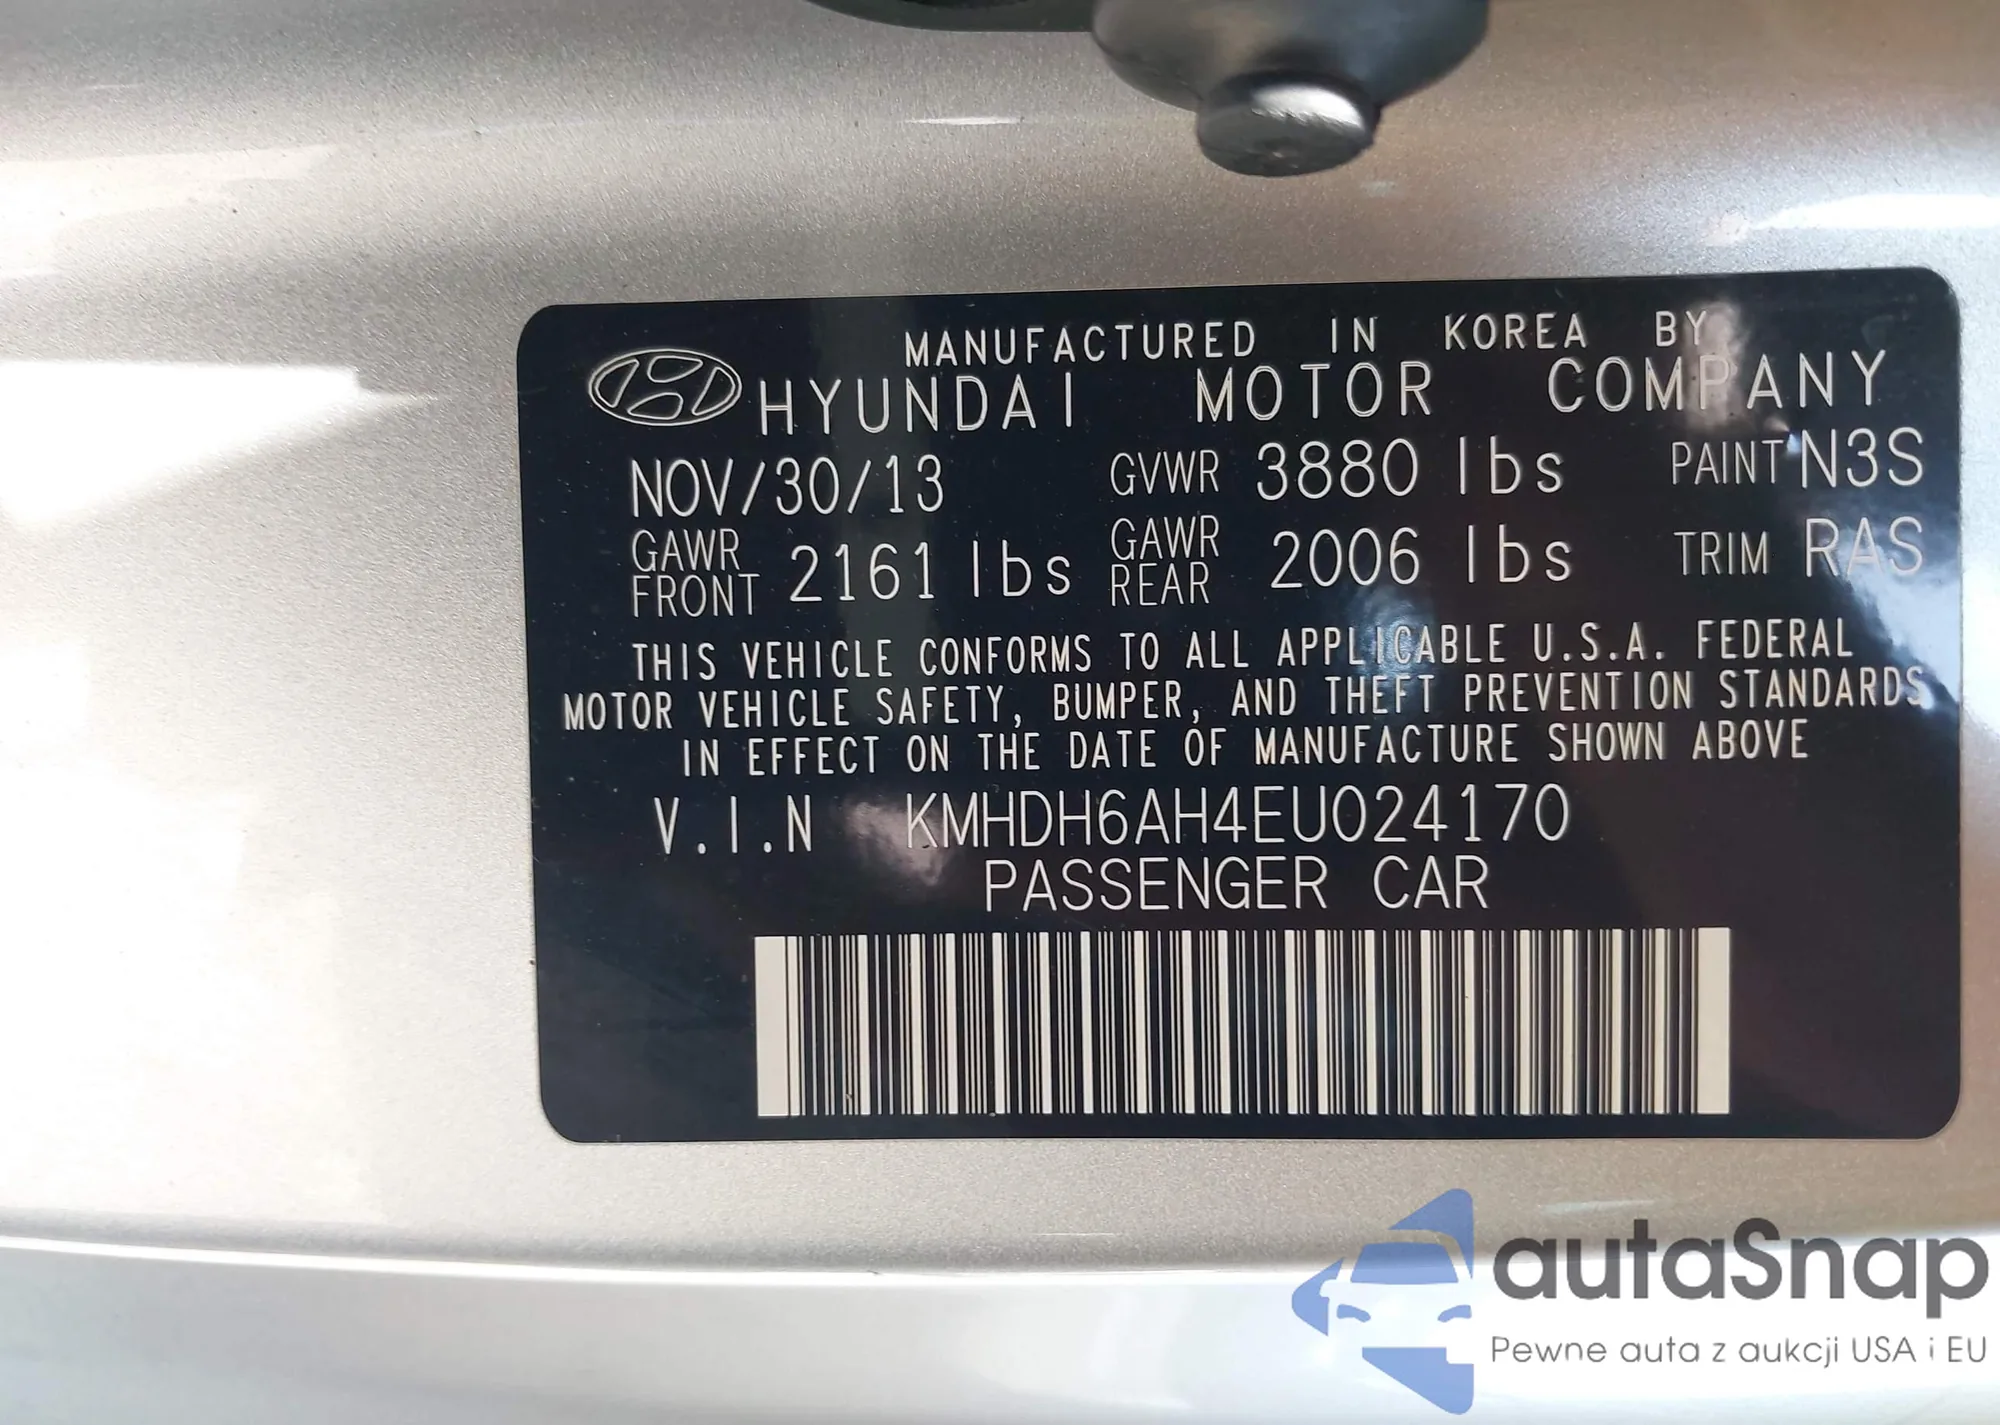 MANUFACTURED IN KOREA BY
HYUNDAI MOTOR COMPANY
NOV/30/13 GVWR 3880 lbs PAINT N3S
GAWR FRONT 2161 lbs GAWR REAR 2006 lbs TRIM RAS
THIS VEHICLE CONFORMS TO ALL APPLICABLE U.S.A. FEDERAL
MOTOR VEHICLE SAFETY, BUMPER, AND THEFT PREVENTION STANDARDS
IN EFFECT ON THE DATE OF MANUFACTURE SHOWN ABOVE
V.I.N KMHDH6AH4EU024170
PASSENGER CAR
autaSnap
Pewne auta z aukcji USA i EU